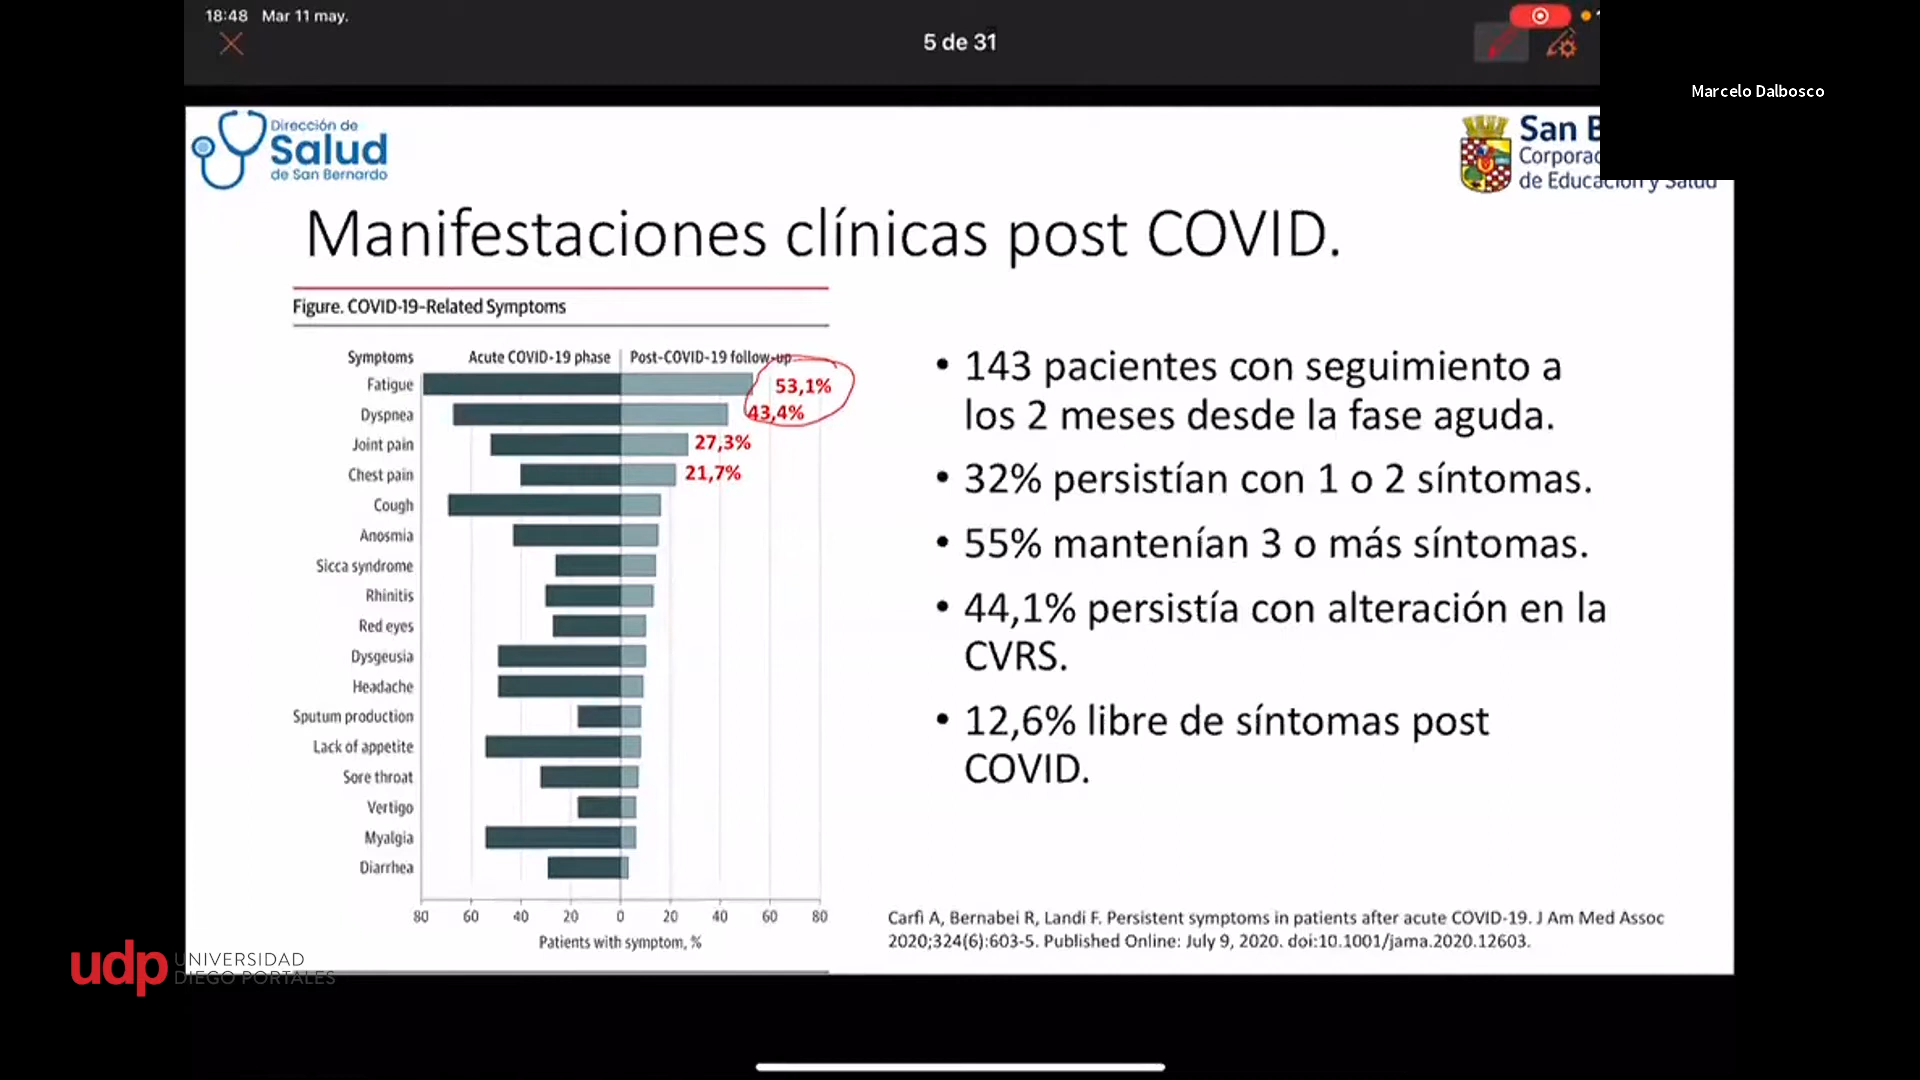 18:48 Mar 11 may.
5 de 31
Marcelo Dalbosco
Dirección de
Salud
de San Bernardo
San B
Corporac
de Educación y Salud
Manifestaciones clínicas post COVID.
Figure. COVID-19–Related Symptoms
Symptoms Acute COVID-19 phase Post-COVID-19 follow-up
Fatigue 53,1%
Dyspnea 43,4%
Joint pain 27,3%
Chest pain 21,7%
Cough
Anosmia
Sicca syndrome
Rhinitis
Red eyes
Dysgeusia
Headache
Sputum production
Lack of appetite
Sore throat
Vertigo
Myalgia
Diarrhea
80 60 40 20 0 20 40 60 80
Patients with symptom, %
• 143 pacientes con seguimiento a
los 2 meses desde la fase aguda.
• 32% persistían con 1 o 2 síntomas.
• 55% mantenían 3 o más síntomas.
• 44,1% persistía con alteración en la
CVRS.
• 12,6% libre de síntomas post
COVID.
Carfì A, Bernabei R, Landi F. Persistent symptoms in patients after acute COVID-19. J Am Med Assoc
2020;324(6):603-5. Published Online: July 9, 2020. doi:10.1001/jama.2020.12603.
udp UNIVERSIDAD
DIEGO PORTALES